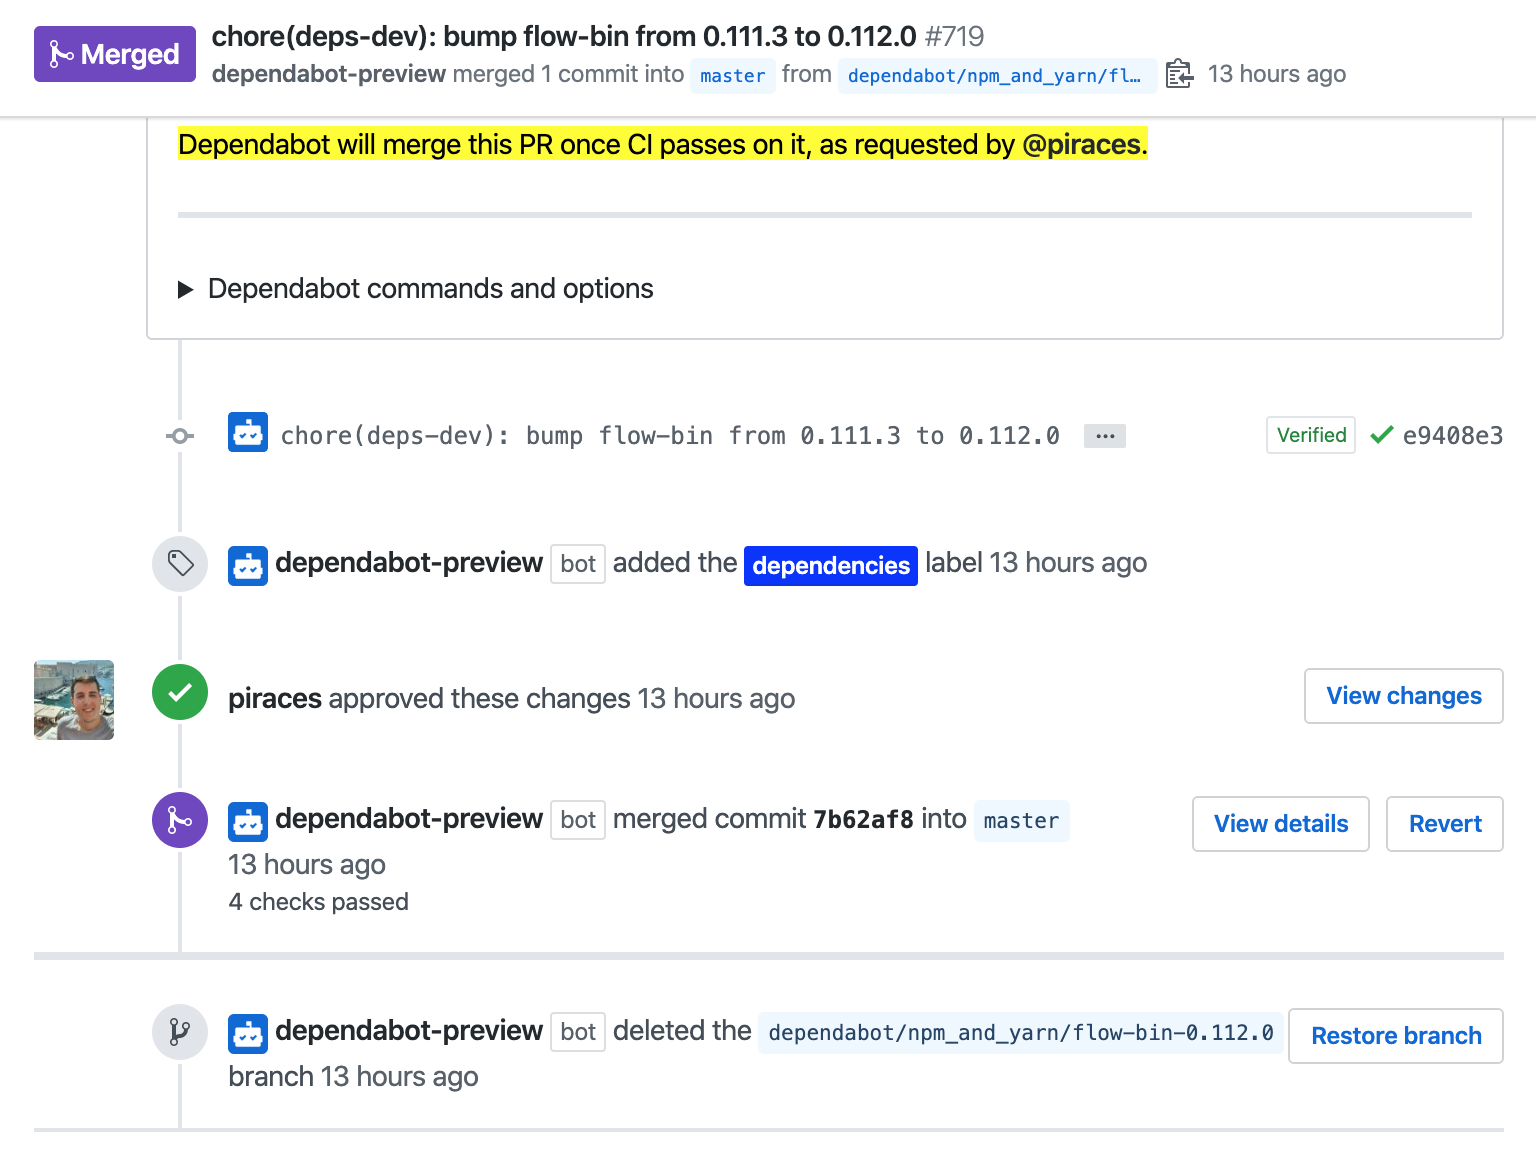 Merged
chore(deps-dev): bump flow-bin from 0.111.3 to 0.112.0 #719
dependabot-preview merged 1 commit into master from dependabot/npm_and_yarn/fl… 13 hours ago
Dependabot will merge this PR once CI passes on it, as requested by @piraces.
Dependabot commands and options
chore(deps-dev): bump flow-bin from 0.111.3 to 0.112.0 ... Verified e9408e3
dependabot-preview bot added the dependencies label 13 hours ago
piraces approved these changes 13 hours ago View changes
dependabot-preview bot merged commit 7b62af8 into master View details Revert
13 hours ago
4 checks passed
dependabot-preview bot deleted the dependabot/npm_and_yarn/flow-bin-0.112.0 Restore branch
branch 13 hours ago